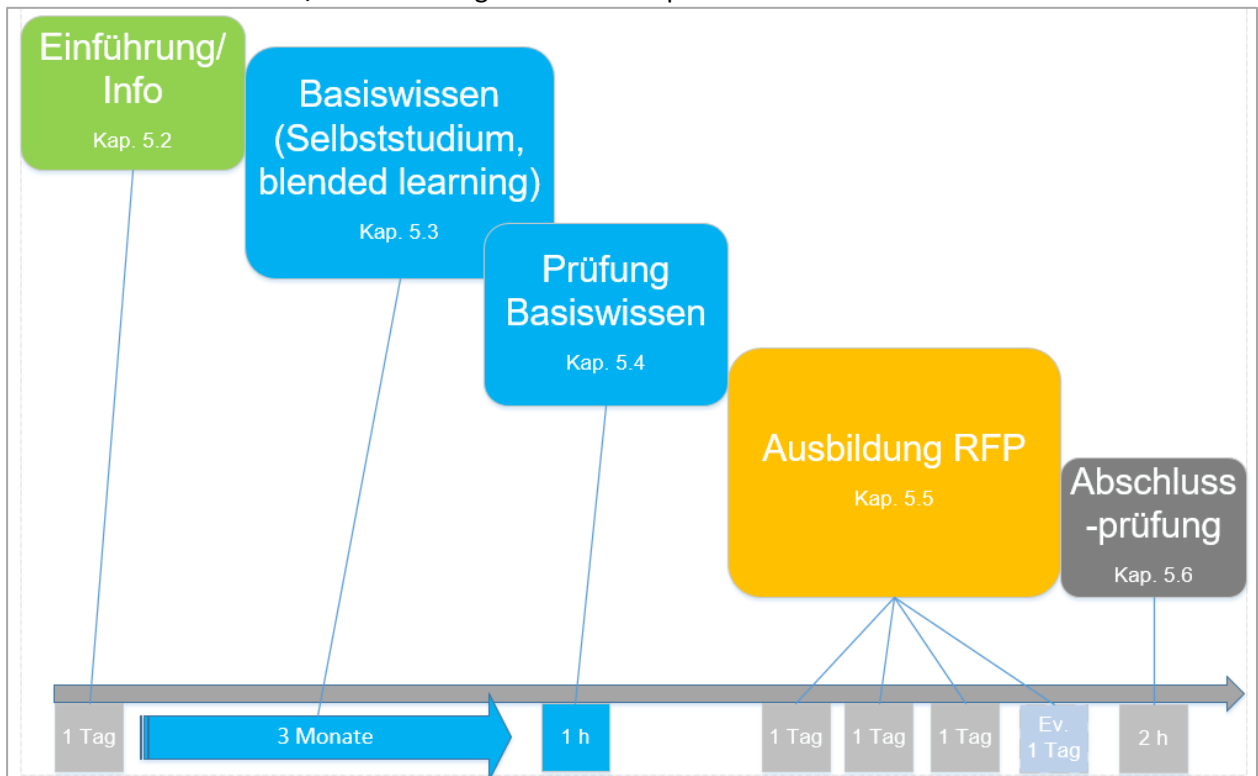 Einführung/
Info
Kap. 5.2
Basiswissen
(Selbststudium,
blended learning)
Kap. 5.3
Prüfung
Basiswissen
Kap. 5.4
Ausbildung RFP
Kap. 5.5
Abschluss
-prüfung
Kap. 5.6
1 Tag
3 Monate
1 h
1 Tag
1 Tag
1 Tag
Ev.
1 Tag
2 h